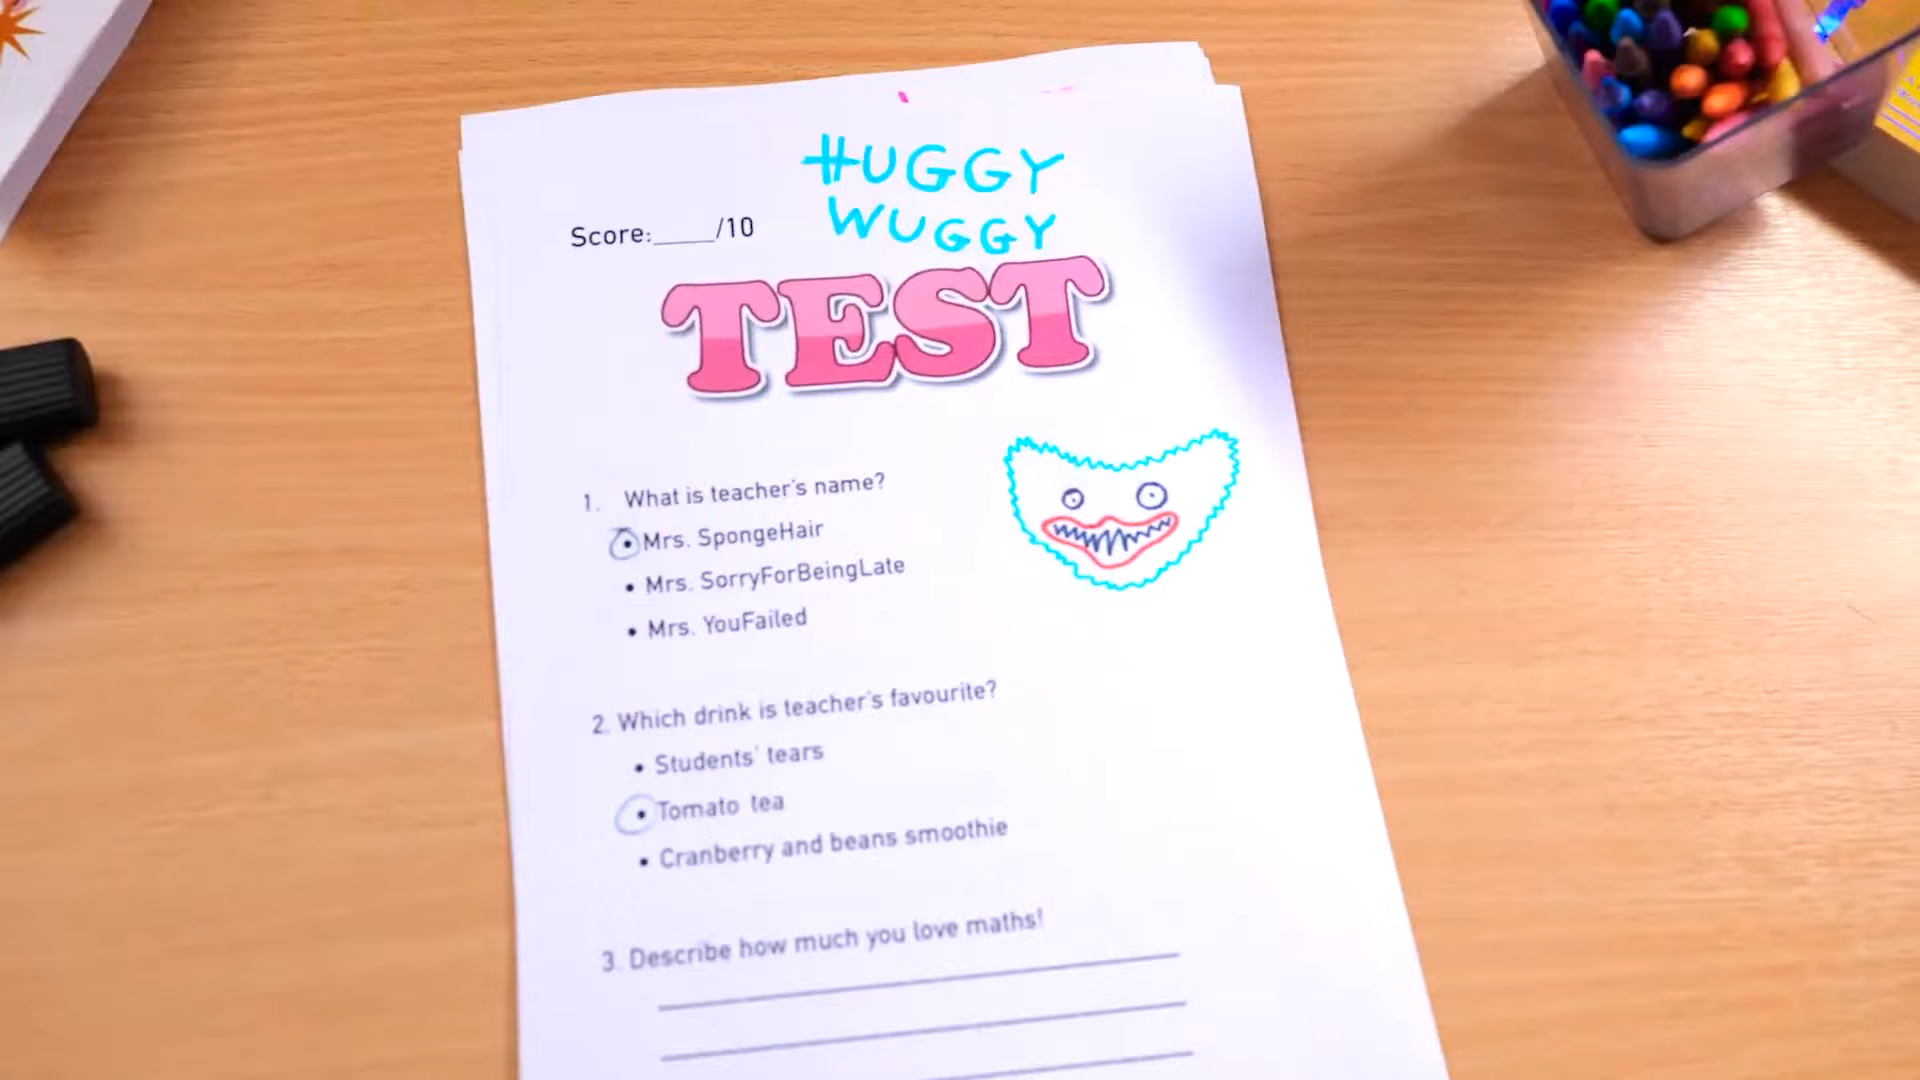 HUGGY
WUGGY
Score:____/10
TEST
1. What is teacher's name?
• Mrs. SpongeHair
• Mrs. SorryForBeingLate
• Mrs. YouFailed
2. Which drink is teacher's favourite?
• Students' tears
• Tomato tea
• Cranberry and beans smoothie
3. Describe how much you love maths!